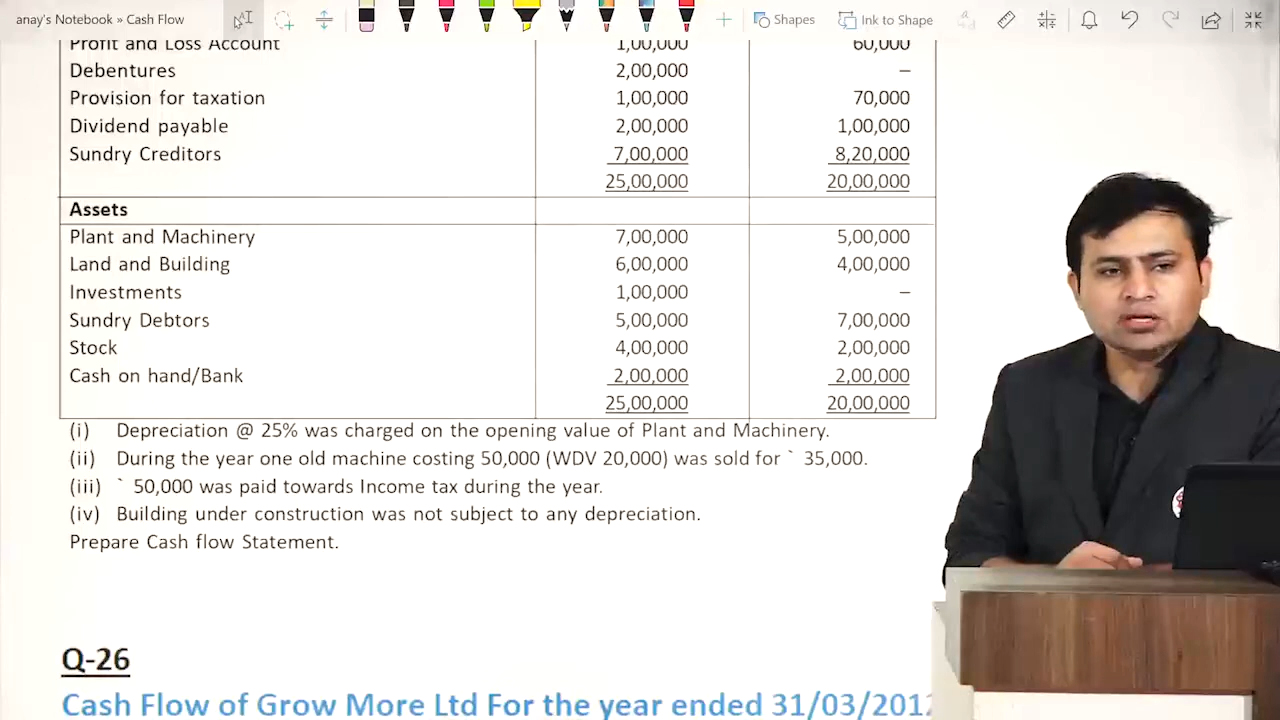 anay's Notebook » Cash Flow
Shapes
Ink to Shape
Profit and Loss Account 1,00,000 60,000
Debentures 2,00,000 –
Provision for taxation 1,00,000 70,000
Dividend payable 2,00,000 1,00,000
Sundry Creditors 7,00,000 8,20,000
25,00,000 20,00,000
Assets
Plant and Machinery 7,00,000 5,00,000
Land and Building 6,00,000 4,00,000
Investments 1,00,000 –
Sundry Debtors 5,00,000 7,00,000
Stock 4,00,000 2,00,000
Cash on hand/Bank 2,00,000 2,00,000
25,00,000 20,00,000
(i) Depreciation @ 25% was charged on the opening value of Plant and Machinery.
(ii) During the year one old machine costing 50,000 (WDV 20,000) was sold for ` 35,000.
(iii) ` 50,000 was paid towards Income tax during the year.
(iv) Building under construction was not subject to any depreciation.
Prepare Cash flow Statement.
Q-26
Cash Flow of Grow More Ltd For the year ended 31/03/2012